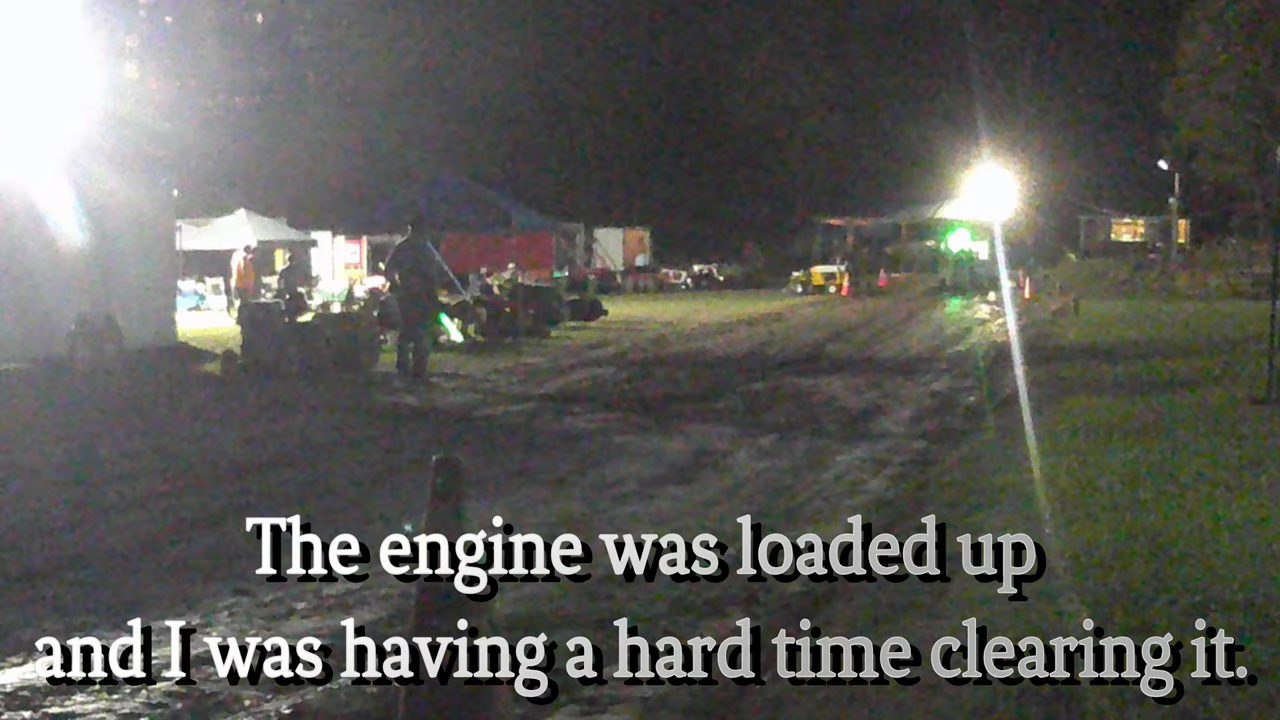 The engine was loaded up
and I was having a hard time clearing it.